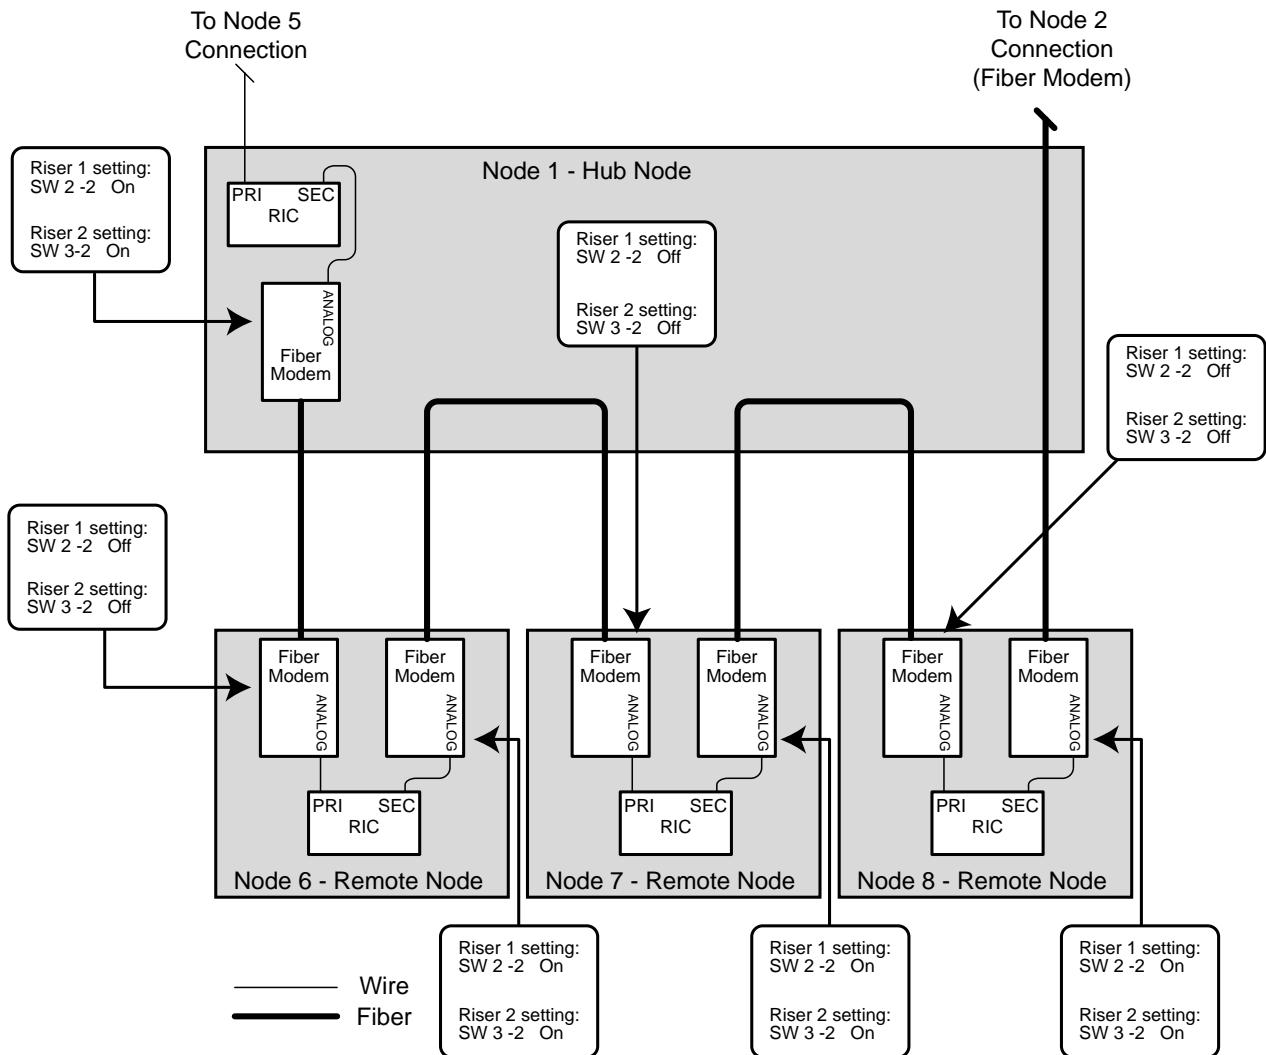 To Node 5
Connection
To Node 2
Connection
(Fiber Modem)
Node 1 - Hub Node
Riser 1 setting:
SW 2 -2 On
Riser 2 setting:
SW 3-2 On
PRI SEC
RIC
ANALOG
Fiber
Modem
Riser 1 setting:
SW 2 -2 Off
Riser 2 setting:
SW 3 -2 Off
Riser 1 setting:
SW 2 -2 Off
Riser 2 setting:
SW 3 -2 Off
Riser 1 setting:
SW 2 -2 Off
Riser 2 setting:
SW 3 -2 Off
Fiber
Modem
ANALOG
Fiber
Modem
ANALOG
PRI SEC
RIC
Node 6 - Remote Node
Fiber
Modem
ANALOG
Fiber
Modem
ANALOG
PRI SEC
RIC
Node 7 - Remote Node
Fiber
Modem
ANALOG
Fiber
Modem
ANALOG
PRI SEC
RIC
Node 8 - Remote Node
Riser 1 setting:
SW 2 -2 On
Riser 2 setting:
SW 3 -2 On
Riser 1 setting:
SW 2 -2 On
Riser 2 setting:
SW 3 -2 On
Riser 1 setting:
SW 2 -2 On
Riser 2 setting:
SW 3 -2 On
Wire
Fiber